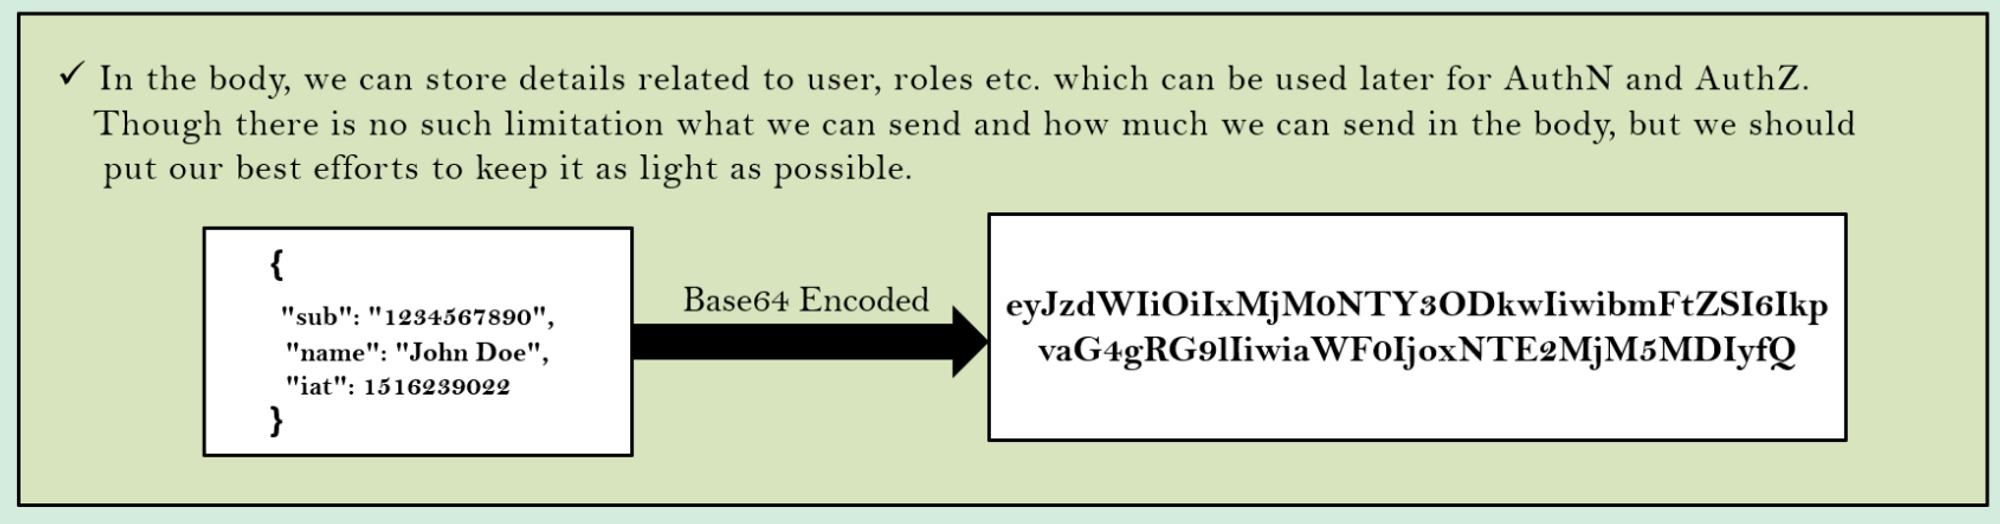 ✓ In the body, we can store details related to user, roles etc. which can be used later for AuthN and AuthZ.
Though there is no such limitation what we can send and how much we can send in the body, but we should
put our best efforts to keep it as light as possible.
{
"sub": "1234567890",
"name": "John Doe",
"iat": 1516239022
}
Base64 Encoded
eyJzdWIiOiIxMjM0NTY3ODkwIiwibmFtZSI6Ikp
vaG4gRG9lIiwiaWF0IjoxNTE2MjM5MDIyfQ